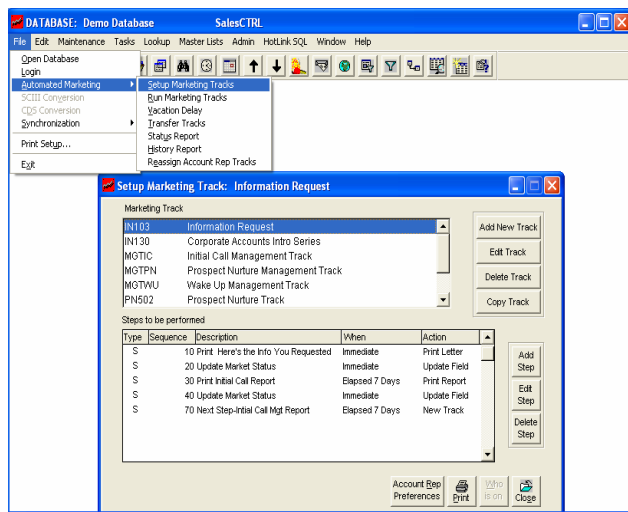 DATABASE: Demo Database SalesCTRL
File Edit Maintenance Tasks Lookup Master Lists Admin HotLink SQL Window Help
Open Database
Login
Automated Marketing
SCIII Conversion
CDS Conversion
Synchronization
Print Setup...
Exit
Setup Marketing Tracks
Run Marketing Tracks
Vacation Delay
Transfer Tracks
Status Report
History Report
Reassign Account Rep Tracks
Setup Marketing Track: Information Request
Marketing Track
IN103 Information Request
IN130 Corporate Accounts Intro Series
MGTIC Initial Call Management Track
MGTPN Prospect Nurture Management Track
MGTWU Wake Up Management Track
PN502 Prospect Nurture Track
Add New Track
Edit Track
Delete Track
Copy Track
Steps to be performed
Type Sequence Description When Action
S 10 Print Here's the Info You Requested Immediate Print Letter
S 20 Update Market Status Immediate Update Field
S 30 Print Initial Call Report Elapsed 7 Days Print Report
S 40 Update Market Status Immediate Update Field
S 70 Next Step-Intial Call Mgt Report Elapsed 7 Days New Track
Add
Step
Edit
Step
Delete
Step
Account Rep
Preferences
Print
Who
is on
Close